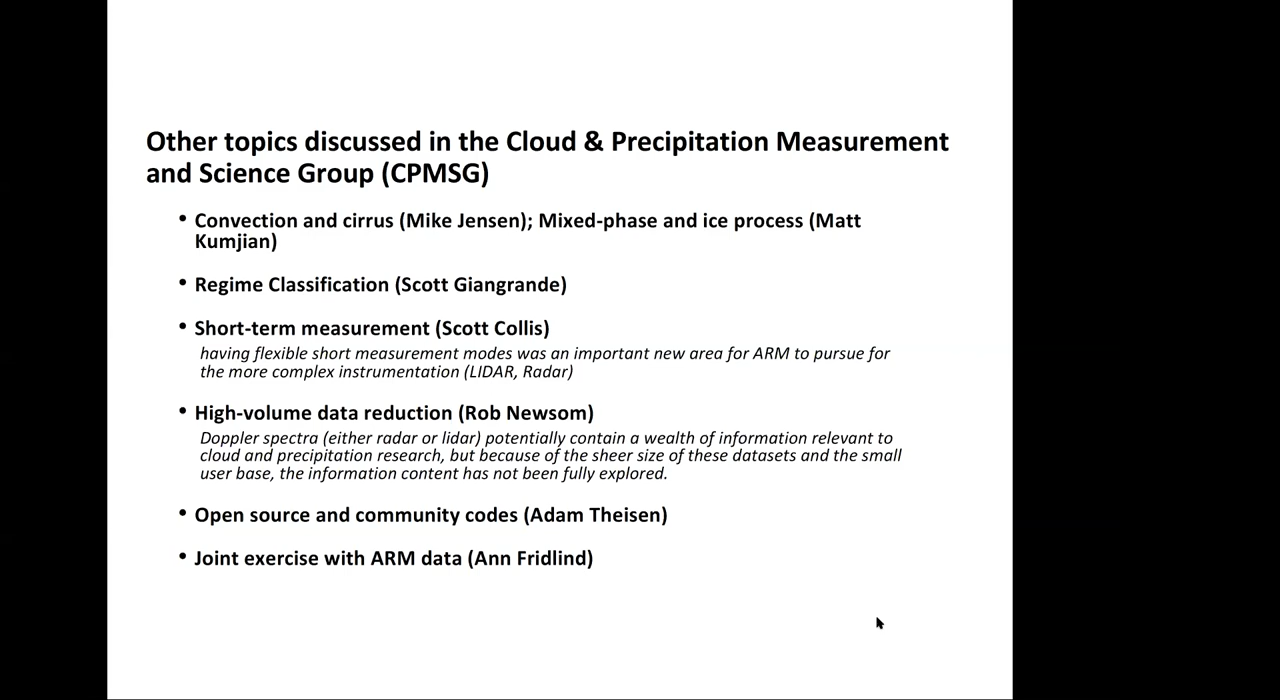 Other topics discussed in the Cloud & Precipitation Measurement
and Science Group (CPMSG)
• Convection and cirrus (Mike Jensen); Mixed-phase and ice process (Matt
Kumjian)
• Regime Classification (Scott Giangrande)
• Short-term measurement (Scott Collis)
having flexible short measurement modes was an important new area for ARM to pursue for
the more complex instrumentation (LIDAR, Radar)
• High-volume data reduction (Rob Newsom)
Doppler spectra (either radar or lidar) potentially contain a wealth of information relevant to
cloud and precipitation research, but because of the sheer size of these datasets and the small
user base, the information content has not been fully explored.
• Open source and community codes (Adam Theisen)
• Joint exercise with ARM data (Ann Fridlind)